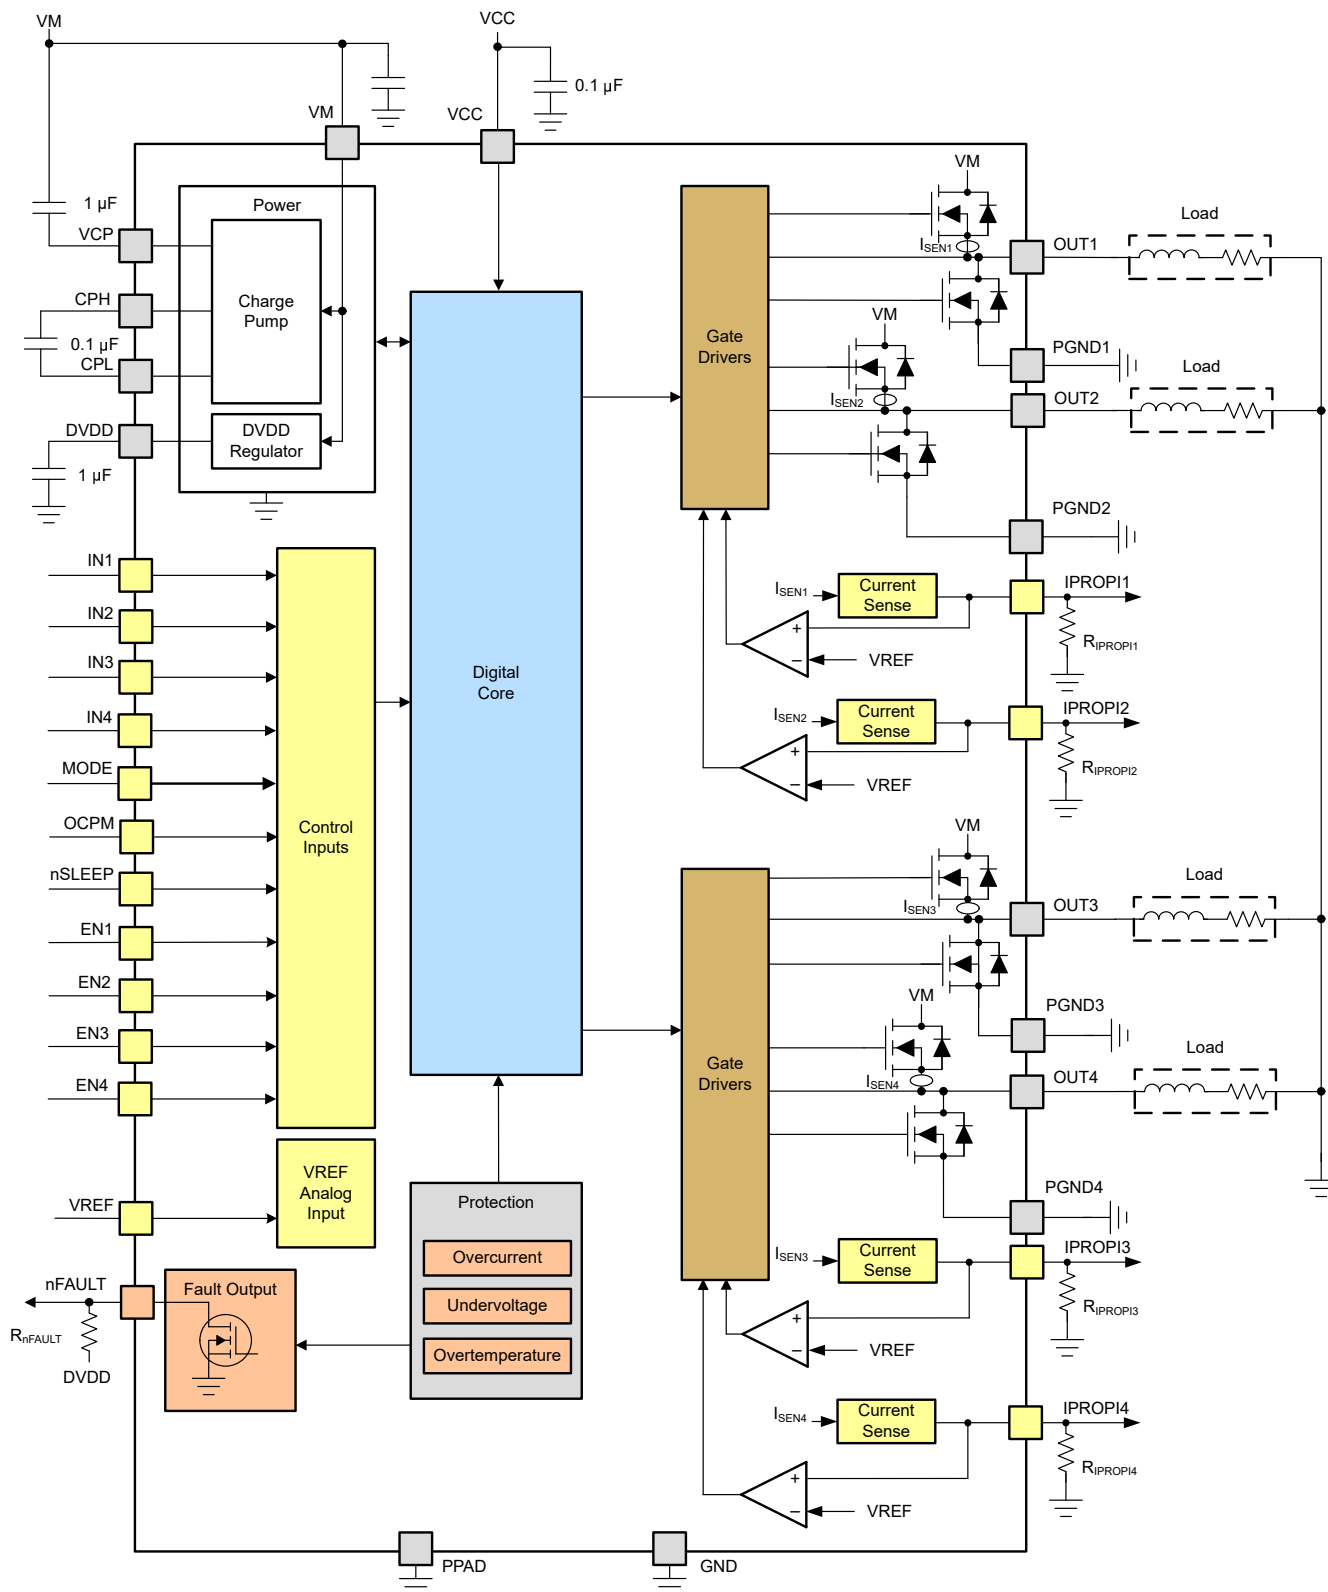 VM
VCC
0.1 µF
VM
VCC
1 µF
VCP
Power
CPH
Charge
Pump
0.1 µF
CPL
DVDD
DVDD
Regulator
1 µF
IN1
IN2
IN3
IN4
MODE
OCPM
nSLEEP
EN1
EN2
EN3
EN4
Control
Inputs
VREF
VREF
Analog
Input
nFAULT
Fault Output
RnFAULT
DVDD
Digital
Core
Protection
Overcurrent
Undervoltage
Overtemperature
Gate
Drivers
VM
ISEN1
OUT1
Load
VM
PGND1
ISEN2
OUT2
Load
PGND2
ISEN1
Current
Sense
IPROPI1
+
−
VREF
RIPROPI1
ISEN2
Current
Sense
IPROPI2
+
−
VREF
RIPROPI2
Gate
Drivers
VM
ISEN3
OUT3
Load
VM
PGND3
ISEN4
OUT4
Load
PGND4
ISEN3
Current
Sense
IPROPI3
+
−
VREF
RIPROPI3
ISEN4
Current
Sense
IPROPI4
+
−
VREF
RIPROPI4
PPAD
GND